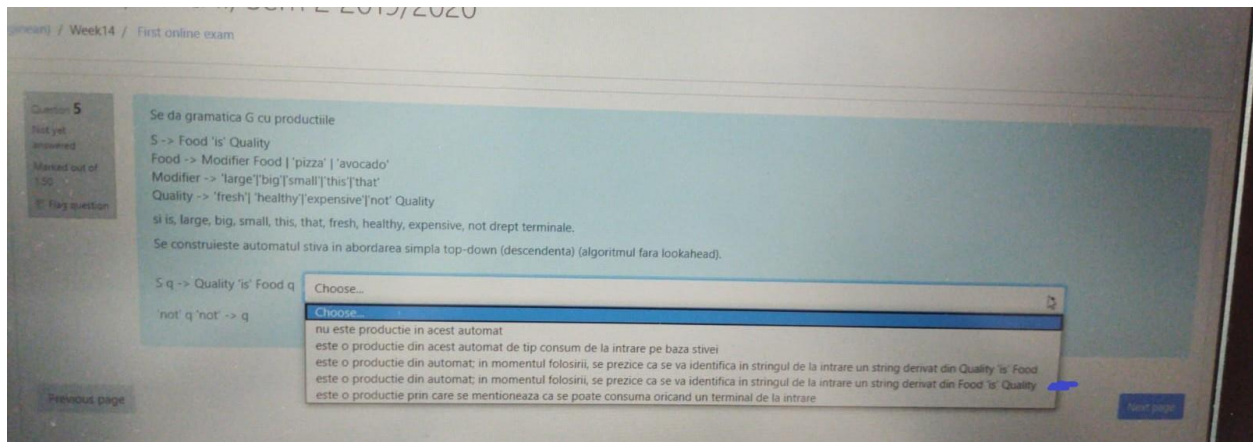 Sem 2 2019/2020
/ Week14 / First online exam
Question 5
Not yet
answered
Marked out of
1.50
Flag question
Se da gramatica G cu productiile
S -> Food 'is' Quality
Food -> Modifier Food | 'pizza' | 'avocado'
Modifier -> 'large'|'big'|'small'|'this'|'that'
Quality -> 'fresh'| 'healthy'|'expensive'|'not' Quality
si is, large, big, small, this, that, fresh, healthy, expensive, not drept terminale.
Se construieste automatul stiva in abordarea simpla top-down (descendenta) (algoritmul fara lookahead).
S q -> Quality 'is' Food q
Choose...
'not' q 'not' -> q
Choose...
nu este productie in acest automat
este o productie din acest automat de tip consum de la intrare pe baza stivei
este o productie din automat; in momentul folosirii, se prezice ca se va identifica in stringul de la intrare un string derivat din Quality 'is' Food
este o productie din automat; in momentul folosirii, se prezice ca se va identifica in stringul de la intrare un string derivat din Food 'is' Quality
este o productie prin care se mentioneaza ca se poate consuma oricand un terminal de la intrare
Previous page
Next page